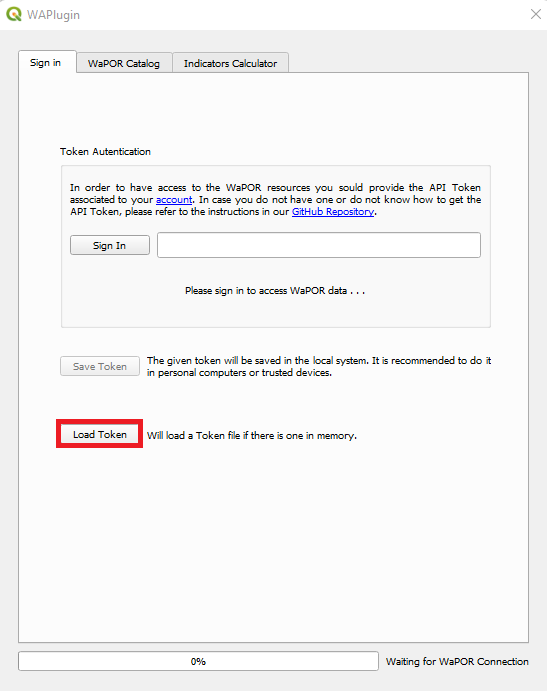 WAPlugin
Sign in
WaPOR Catalog
Indicators Calculator
Token Autentication
In order to have access to the WaPOR resources you sould provide the API Token
associated to your account. In case you do not have one or do not know how to get the
API Token, please refer to the instructions in our GitHub Repository.
Sign In
Please sign in to access WaPOR data . . .
Save Token
The given token will be saved in the local system. It is recommended to do it
in personal computers or trusted devices.
Load Token
Will load a Token file if there is one in memory.
0%
Waiting for WaPOR Connection